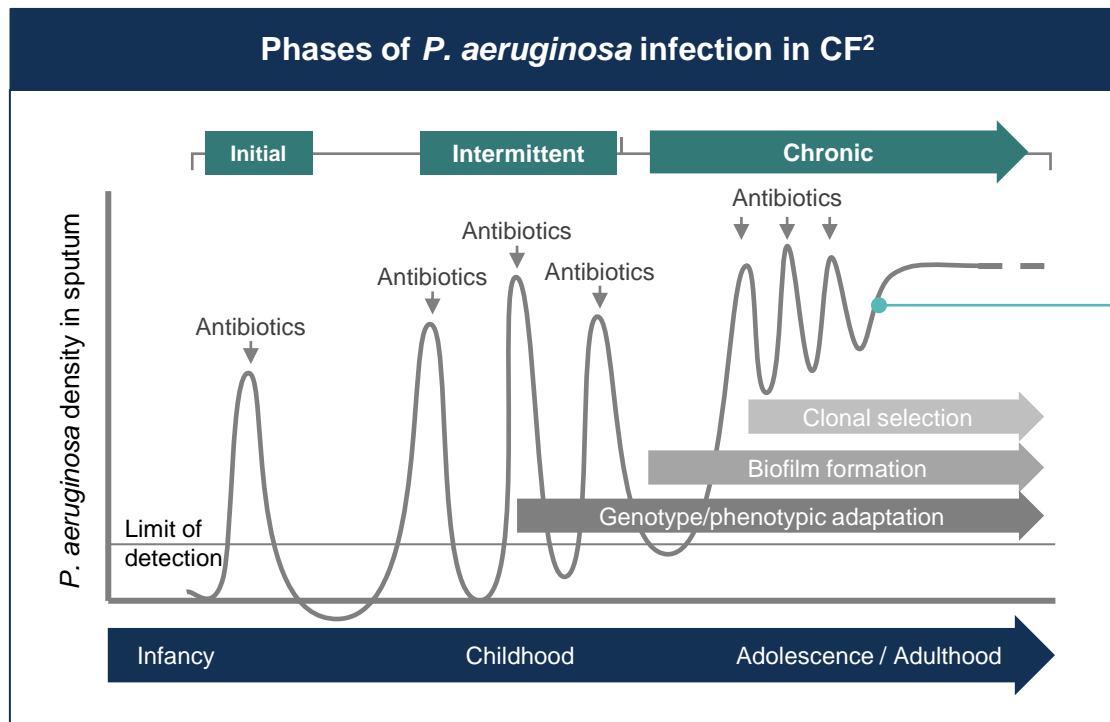 Phases of P. aeruginosa infection in CF²
Initial
Intermittent
Chronic
Antibiotics
Antibiotics
Antibiotics
Antibiotics
Antibiotics
P. aeruginosa density in sputum
Clonal selection
Biofilm formation
Genotype/phenotypic adaptation
Limit of
detection
Infancy
Childhood
Adolescence / Adulthood